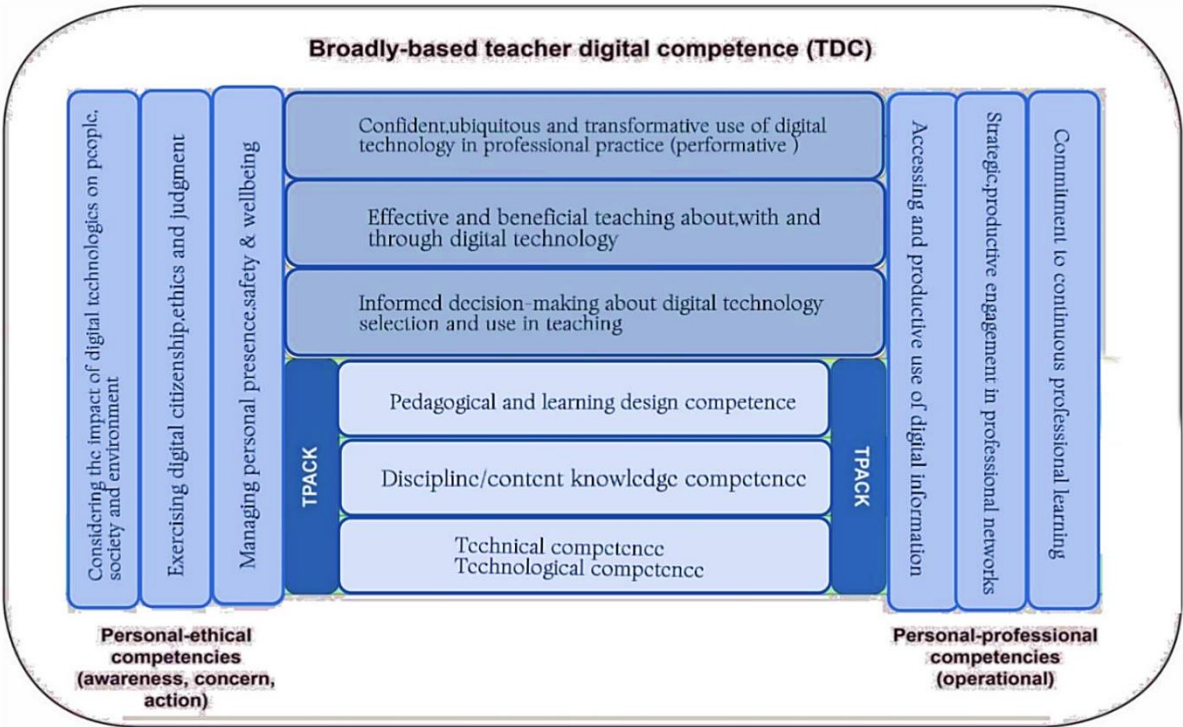 Broadly-based teacher digital competence (TDC)
Considering the impact of digital technologics on pcople,
society and environment
Exercising digital citizenship,ethics and judgment
Managing personal presence,safety & wellbeing
Confident,ubiquitous and transformative use of digital
technology in professional practice (performative )
Effective and beneficial teaching about,with and
through digital technology
Informed decision-making about digital technology
selection and use in teaching
TPACK
Pedagogical and learning design competence
Discipline/content knowledge competence
Technical competence
Technological competence
TPACK
Accessing and productive use of digital information
Strategic,productive engagement in professional networks
Commitment to continuous professional learning
Personal-ethical
competencies
(awareness, concern,
action)
Personal-professional
competencies
(operational)